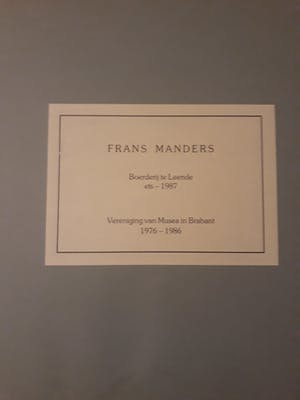 FRANS MANDERS
Boerderij te Leende
ets – 1987
Vereniging van Musea in Brabant
1976 – 1986